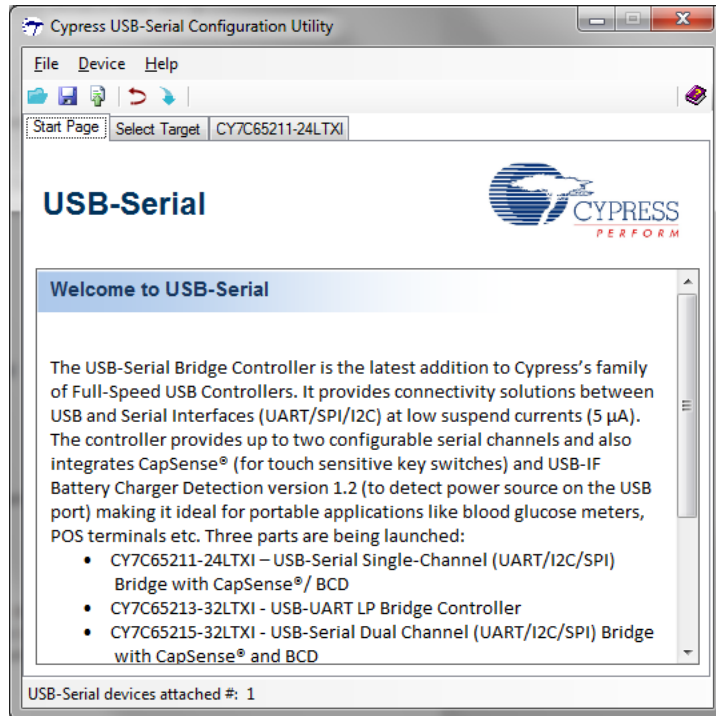 Cypress USB-Serial Configuration Utility
File Device Help
Start Page Select Target CY7C65211-24LTXI
USB-Serial
CYPRESS
PERFORM
Welcome to USB-Serial
The USB-Serial Bridge Controller is the latest addition to Cypress's family
of Full-Speed USB Controllers. It provides connectivity solutions between
USB and Serial Interfaces (UART/SPI/I2C) at low suspend currents (5 µA).
The controller provides up to two configurable serial channels and also
integrates CapSense® (for touch sensitive key switches) and USB-IF
Battery Charger Detection version 1.2 (to detect power source on the USB
port) making it ideal for portable applications like blood glucose meters,
POS terminals etc. Three parts are being launched:
• CY7C65211-24LTXI – USB-Serial Single-Channel (UART/I2C/SPI)
Bridge with CapSense®/ BCD
• CY7C65213-32LTXI - USB-UART LP Bridge Controller
• CY7C65215-32LTXI - USB-Serial Dual Channel (UART/I2C/SPI) Bridge
with CapSense® and BCD
USB-Serial devices attached #: 1